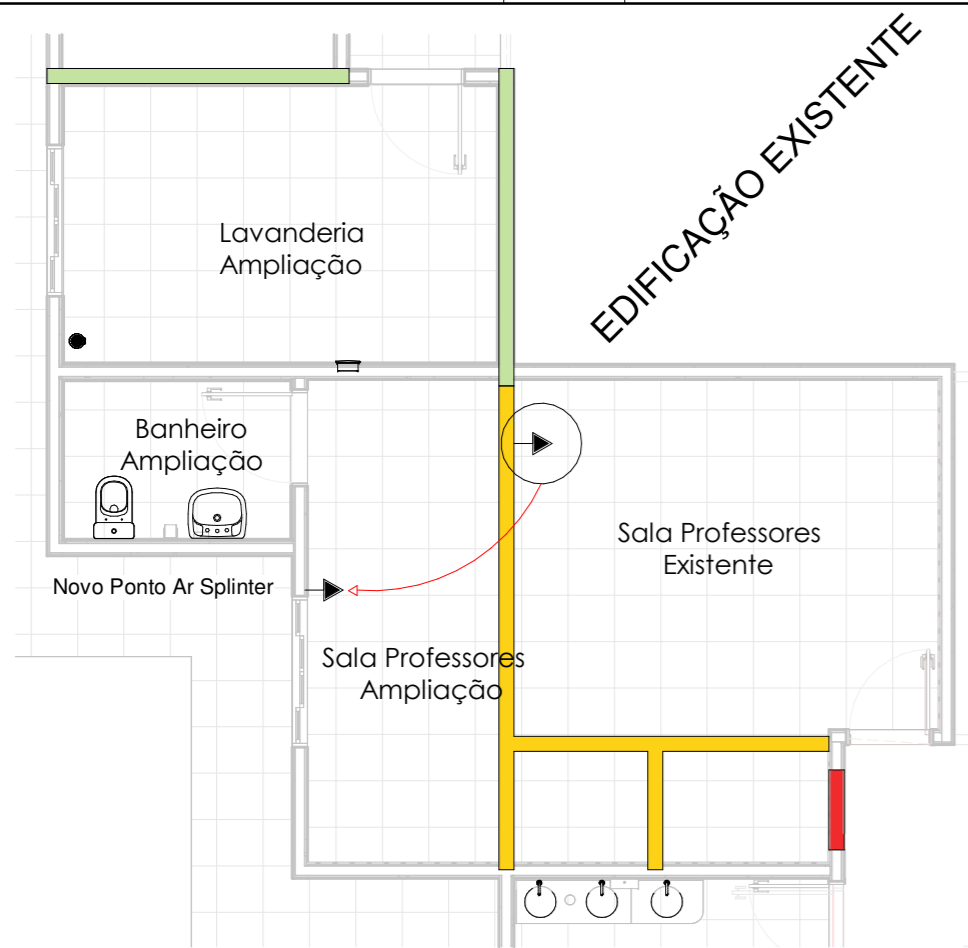 EDIFICAÇÃO EXISTENTE
Lavanderia
Ampliação
Banheiro
Ampliação
Sala Professores
Existente
Novo Ponto Ar Splinter
Sala Professores
Ampliação